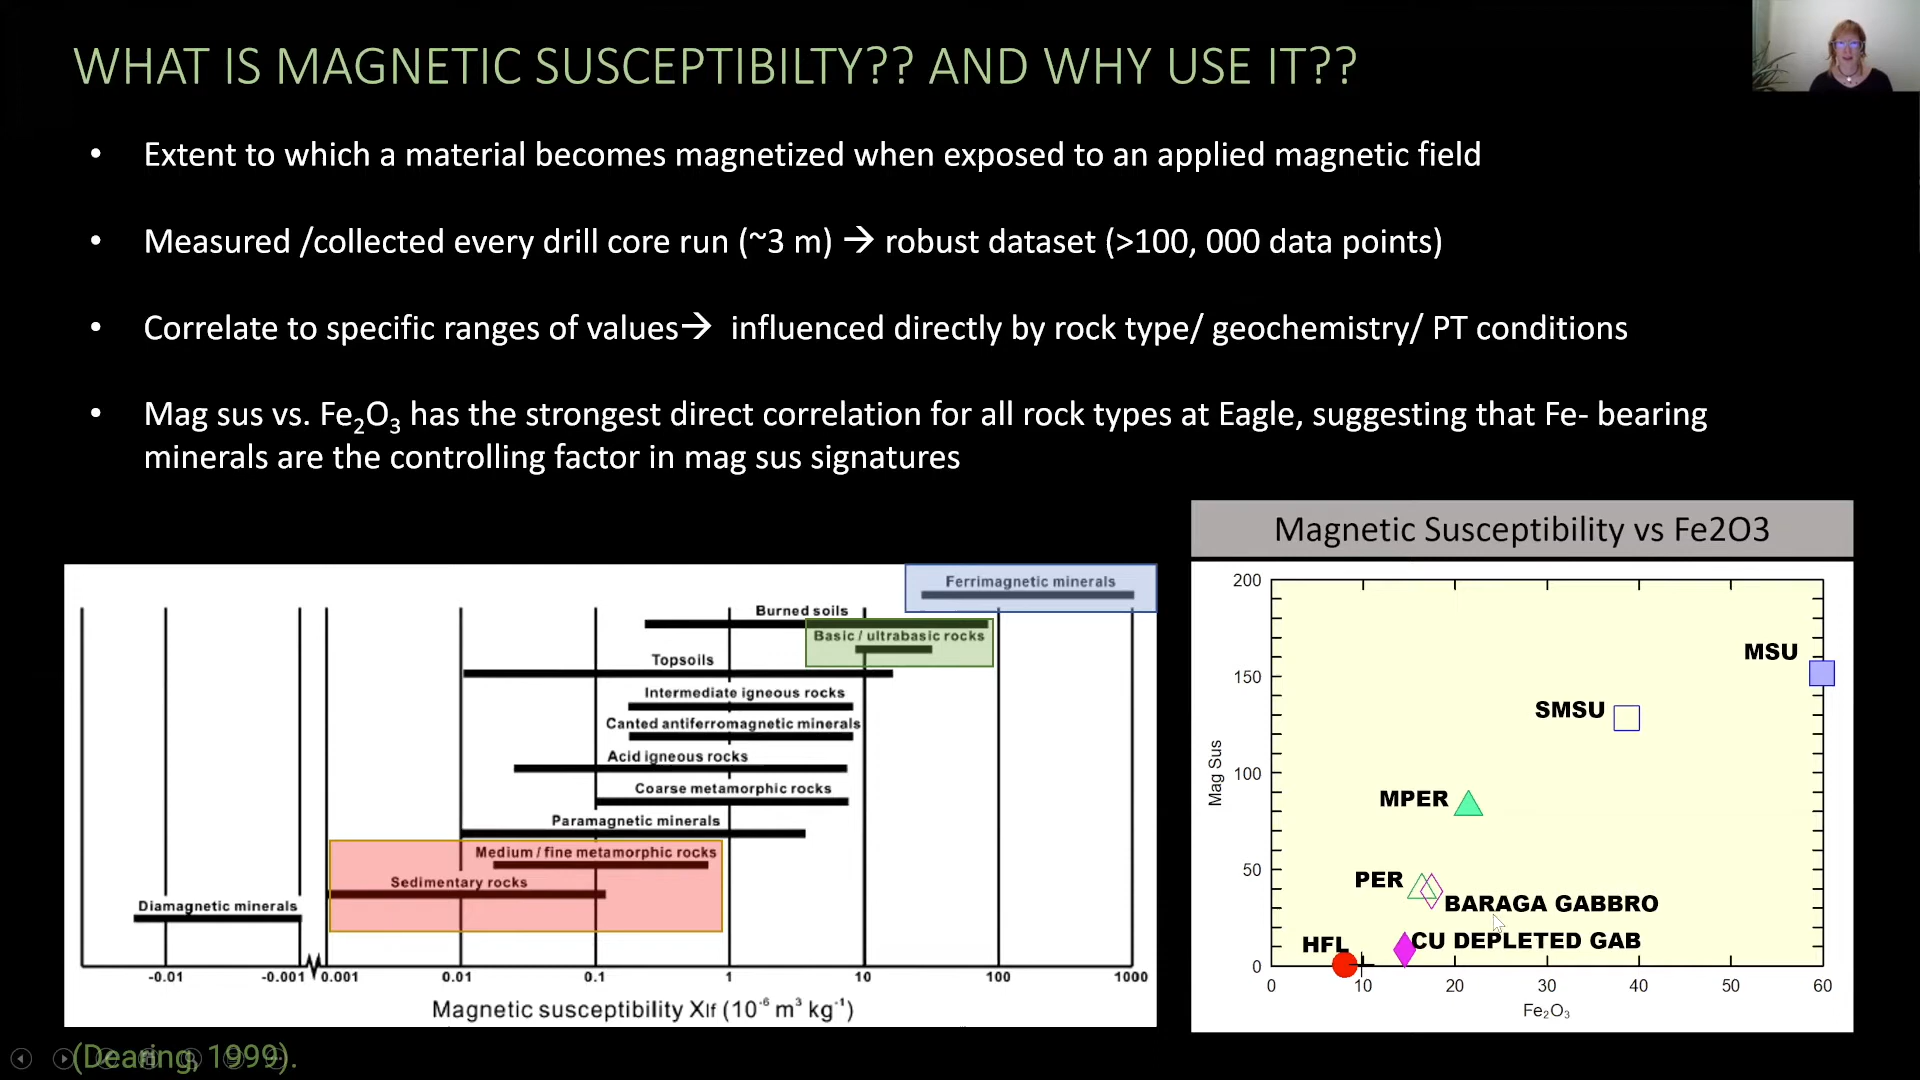 WHAT IS MAGNETIC SUSCEPTIBILTY?? AND WHY USE IT??
• Extent to which a material becomes magnetized when exposed to an applied magnetic field
• Measured /collected every drill core run (~3 m) → robust dataset (>100, 000 data points)
• Correlate to specific ranges of values→ influenced directly by rock type/ geochemistry/ PT conditions
• Mag sus vs. Fe₂O₃ has the strongest direct correlation for all rock types at Eagle, suggesting that Fe- bearing
minerals are the controlling factor in mag sus signatures
Ferrimagnetic minerals
Burned soils
Basic / ultrabasic rocks
Topsoils
Intermediate igneous rocks
Canted antiferromagnetic minerals
Acid igneous rocks
Coarse metamorphic rocks
Paramagnetic minerals
Medium / fine metamorphic rocks
Sedimentary rocks
Diamagnetic minerals
-0.01 -0.001 0.001 0.01 0.1 1 10 100 1000
Magnetic susceptibility Xlf (10⁻⁶ m³ kg⁻¹)
(Dearing, 1999).
Magnetic Susceptibility vs Fe2O3
200
150
100
50
0
Mag Sus
MSU
SMSU
MPER
PER
BARAGA GABBRO
HFL
CU DEPLETED GAB
0 10 20 30 40 50 60
Fe₂O₃